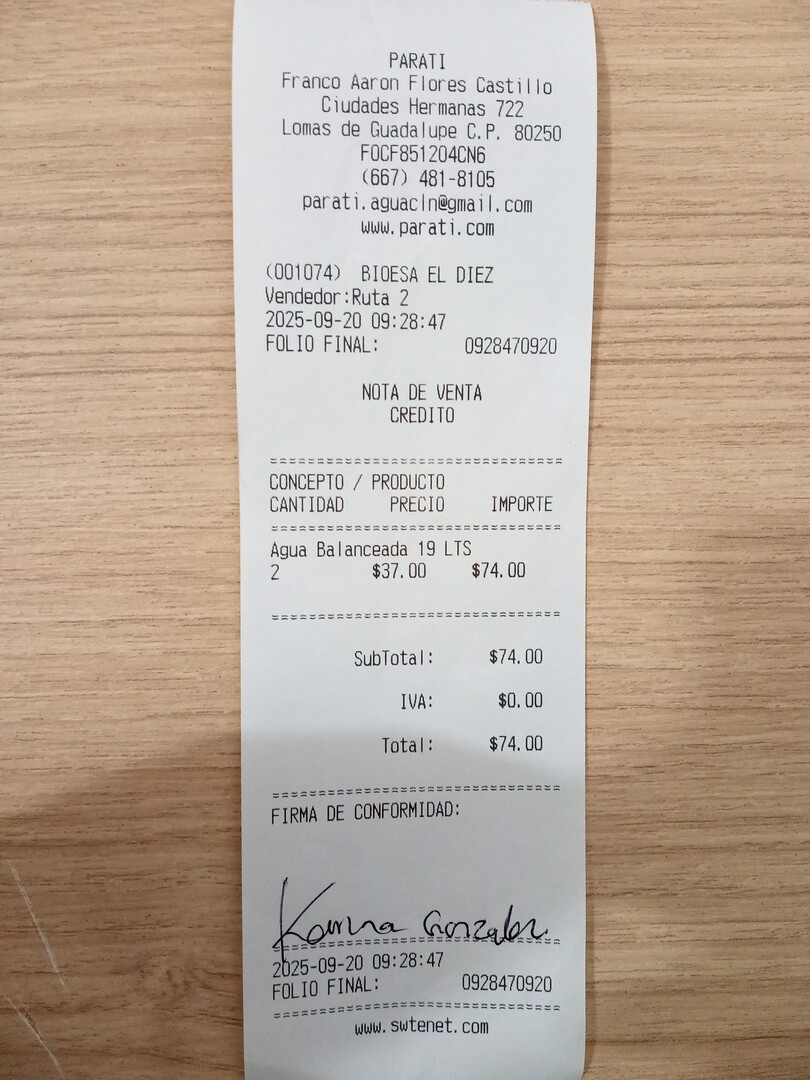 PARATI
Franco Aaron Flores Castillo
Ciudades Hermanas 722
Lomas de Guadalupe C.P. 80250
FOCF851204CN6
(667) 481-8105
parati.aguacln@gmail.com
www.parati.com
(001074) BIOESA EL DIEZ
Vendedor:Ruta 2
2025-09-20 09:28:47
FOLIO FINAL: 0928470920
NOTA DE VENTA
CREDITO
===============================
CONCEPTO / PRODUCTO
CANTIDAD PRECIO IMPORTE
===============================
Agua Balanceada 19 LTS
2 $37.00 $74.00
===============================
SubTotal: $74.00
IVA: $0.00
Total: $74.00
===============================
FIRMA DE CONFORMIDAD:
Karina Gonzalez
===============================
2025-09-20 09:28:47
FOLIO FINAL: 0928470920
===============================
www.swtenet.com